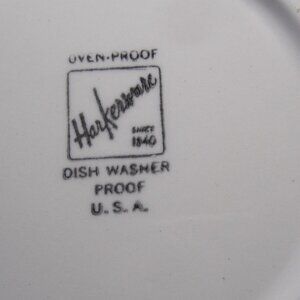 OVEN-PROOF
Harkerware
SINCE
1840
DISH WASHER
PROOF
U.S.A.